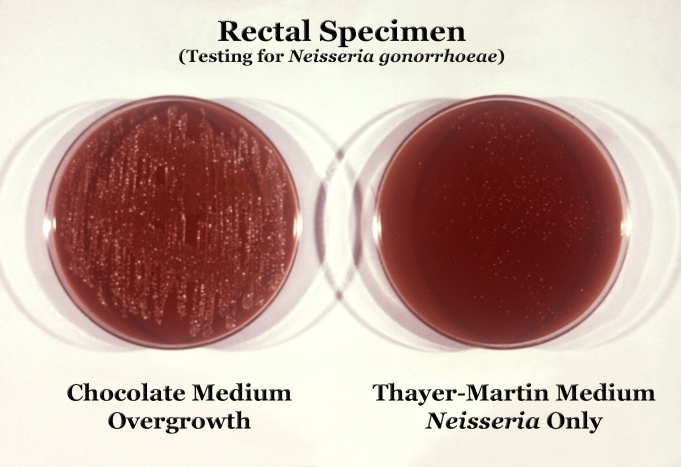 Rectal Specimen
(Testing for Neisseria gonorrhoeae)
Chocolate Medium
Overgrowth
Thayer-Martin Medium
Neisseria Only